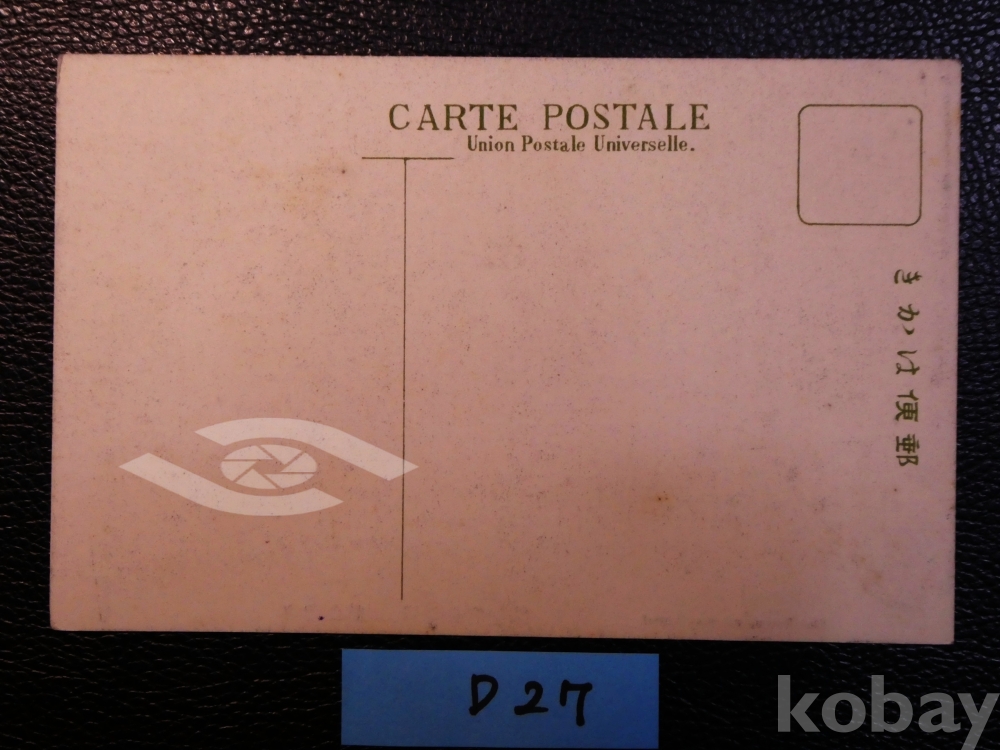 CARTE POSTALE
Union Postale Universelle.
きかは便郵
D27
kobay